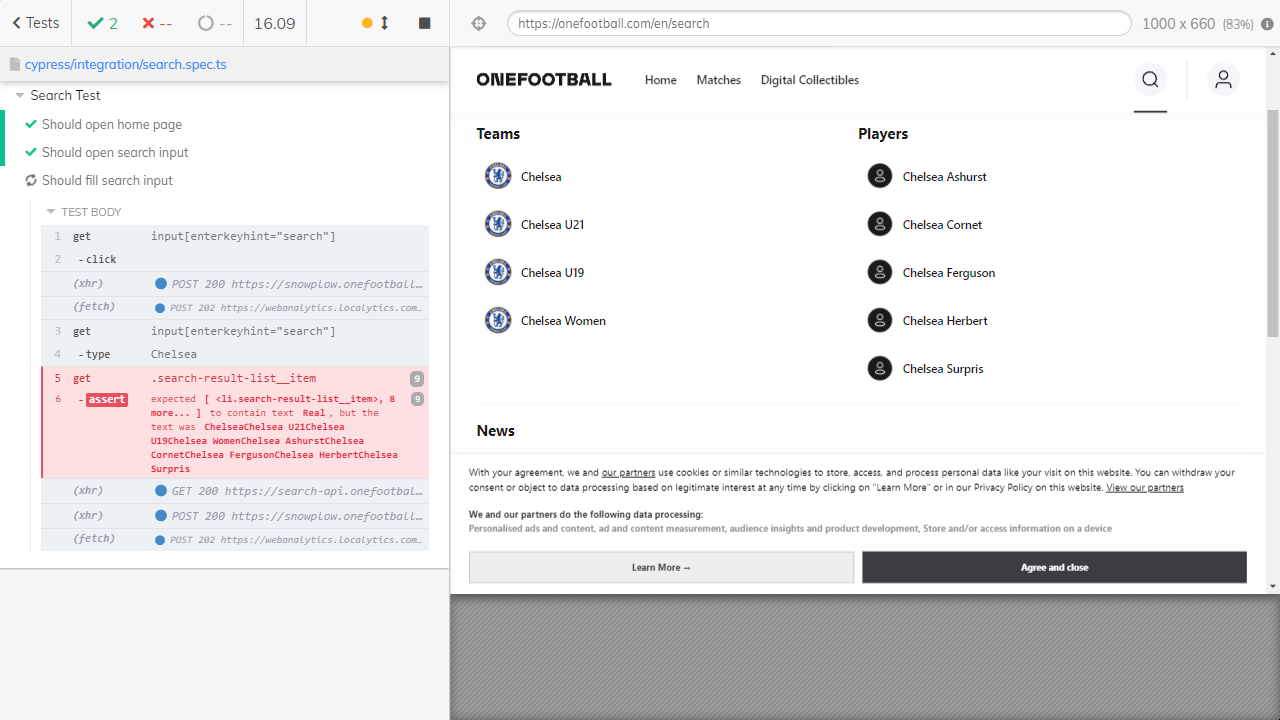 Tests
2
--
--
16.09
https://onefootball.com/en/search
1000 x 660 (83%)
cypress/integration/search.spec.ts
Search Test
Should open home page
Should open search input
Should fill search input
TEST BODY
1 get input[enterkeyhint="search"]
2 -click
(xhr) POST 200 https://snowplow.onefootball…
(fetch) POST 202 https://webanalytics.localytics.com…
3 get input[enterkeyhint="search"]
4 -type Chelsea
5 get .search-result-list__item 9
6 -assert expected [ <li.search-result-list__item>, 8 9
more... ] to contain text Real, but the
text was ChelseaChelsea U21Chelsea
U19Chelsea WomenChelsea AshurstChelsea
CornetChelsea FergusonChelsea HerbertChelsea
Surpris
(xhr) GET 200 https://search-api.onefootbal…
(xhr) POST 200 https://snowplow.onefootball…
(fetch) POST 202 https://webanalytics.localytics.com…
ONEFOOTBALL Home Matches Digital Collectibles
Teams
Chelsea
Chelsea U21
Chelsea U19
Chelsea Women
Players
Chelsea Ashurst
Chelsea Cornet
Chelsea Ferguson
Chelsea Herbert
Chelsea Surpris
News
With your agreement, we and our partners use cookies or similar technologies to store, access, and process personal data like your visit on this website. You can withdraw your
consent or object to data processing based on legitimate interest at any time by clicking on "Learn More" or in our Privacy Policy on this website. View our partners
We and our partners do the following data processing:
Personalised ads and content, ad and content measurement, audience insights and product development, Store and/or access information on a device
Learn More →
Agree and close